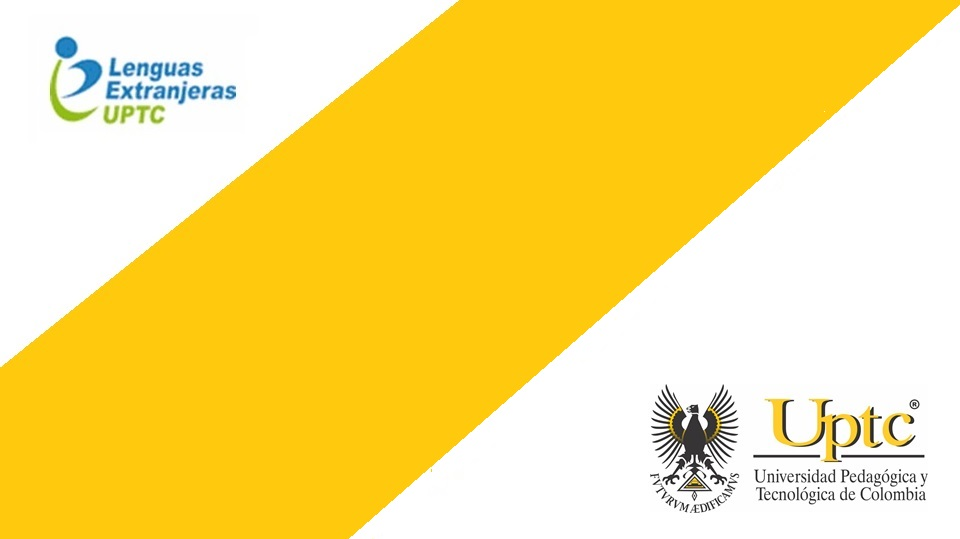 Lenguas
Extranjeras
UPTC
Uptc®
Universidad Pedagógica y
Tecnológica de Colombia
FVTVRVM ÆDIFICAMVS